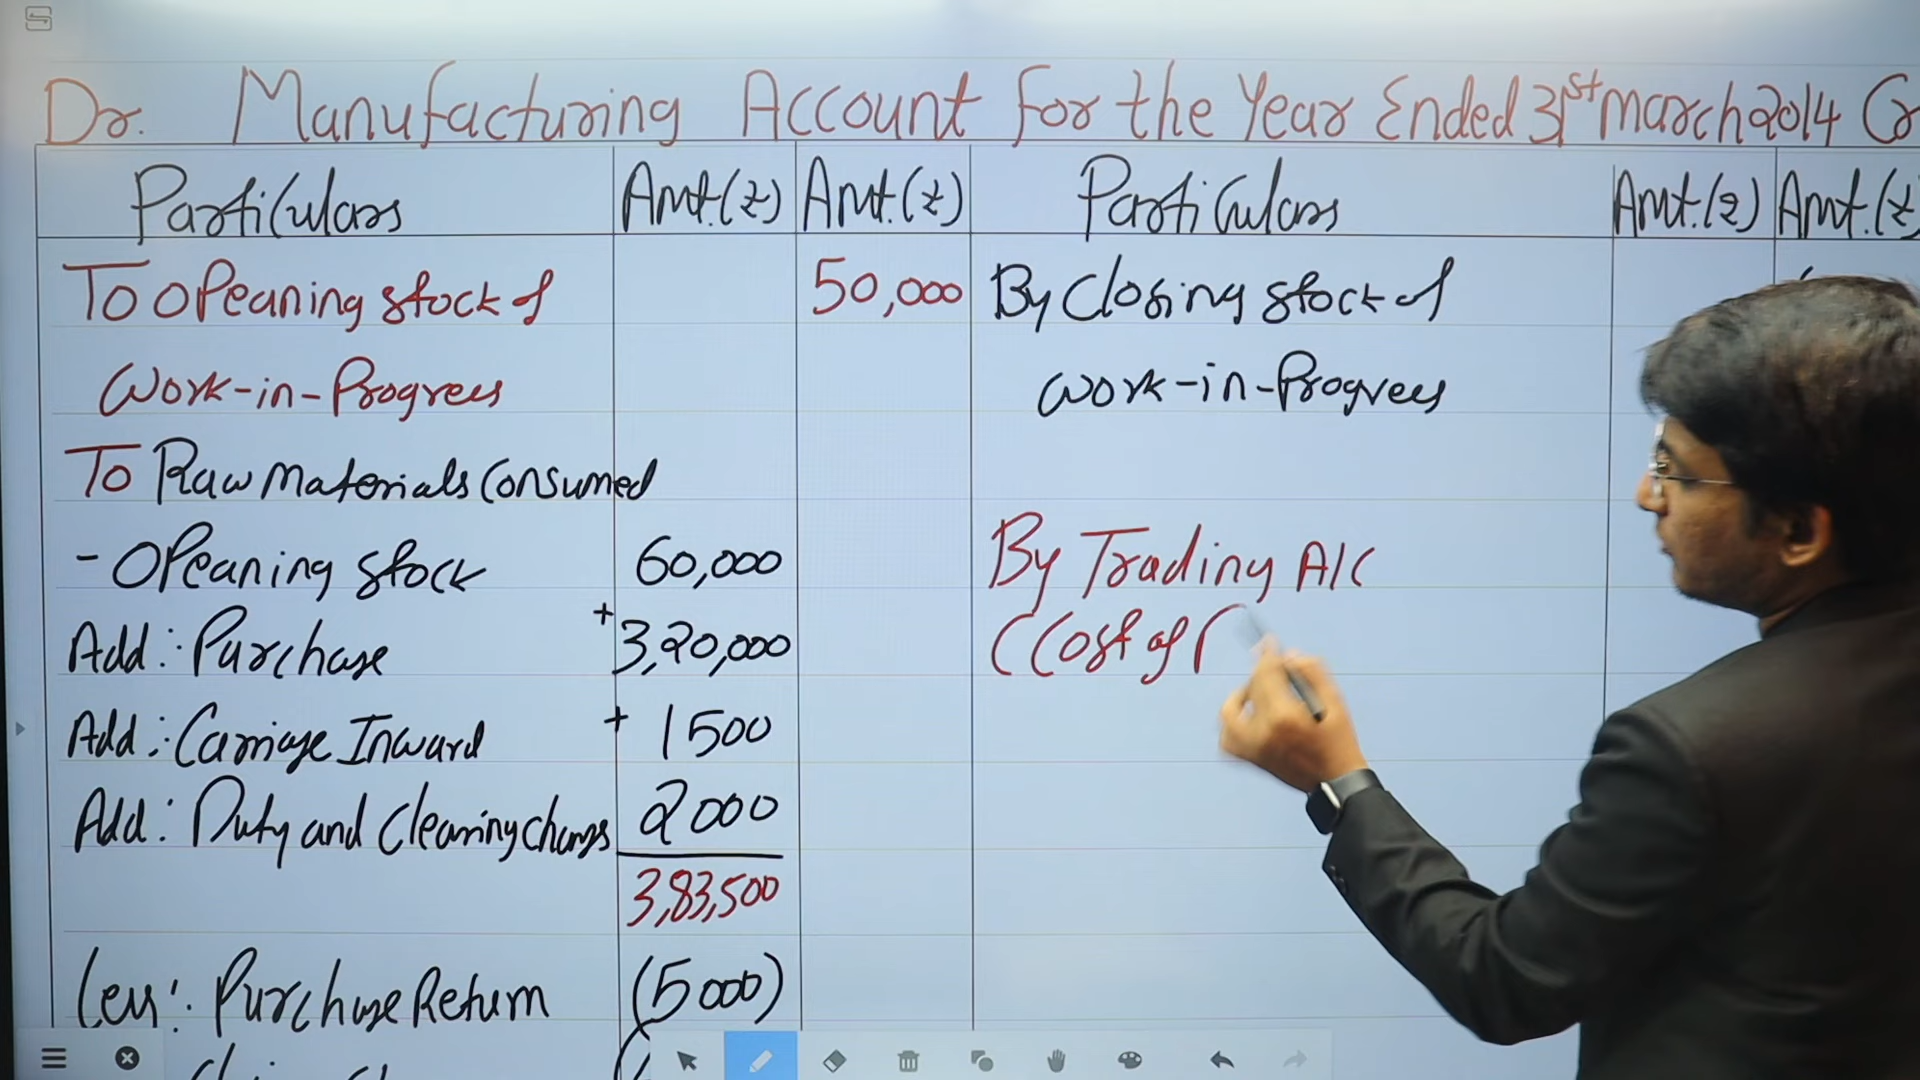 Dr. Manufacturing Account for the Year Ended 31st March 2014 Cr
Particulars Amt.(₹) Amt.(₹) Particulars Amt.(₹) Amt.(₹
To Opeaning stock of 50,000 By Closing stock of
Work-in-Progress work-in-Progress
To Raw Materials Consumed
- Opeaning stock 60,000 By Trading A/C
Add: Purchase + 3,20,000 (Cost of
Add: Carriage Inward + 1500
Add: Duty and Clearing Charges 2000
3,83,500
Less: Purchase Return (5000)